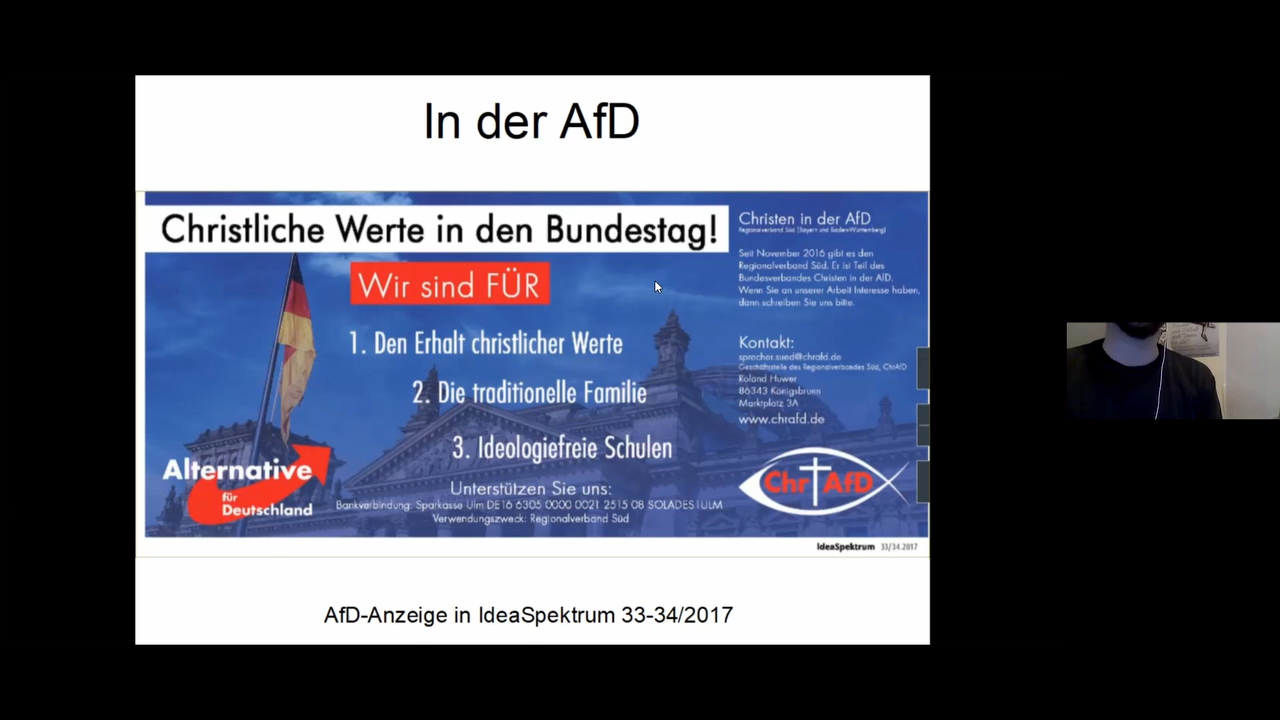 In der AfD
Christliche Werte in den Bundestag!
Wir sind FÜR
1. Den Erhalt christlicher Werte
2. Die traditionelle Familie
3. Ideologiefreie Schulen
Unterstützen Sie uns:
Bankverbindung: Sparkasse Ulm DE16 6305 0000 0021 2515 08 SOLADES1ULM
Verwendungszweck: Regionalverband Süd
Alternative
für
Deutschland
Christen in der AfD
Regionalverband Süd (Bayern und Baden-Württemberg)
Seit November 2016 gibt es den
Regionalverband Süd. Er ist Teil des
Bundesverbandes Christen in der AfD.
Wenn Sie an unserer Arbeit Interesse haben,
dann schreiben Sie uns bitte.
Kontakt:
sprecher.sued@chrafd.de
Geschäftsstelle des Regionalverbandes Süd, ChrAfD
Roland Huwer
86343 Königsbrunn
Marktplatz 3A
www.chrafd.de
Chr AfD
IdeaSpektrum 33/34.2017
AfD-Anzeige in IdeaSpektrum 33-34/2017